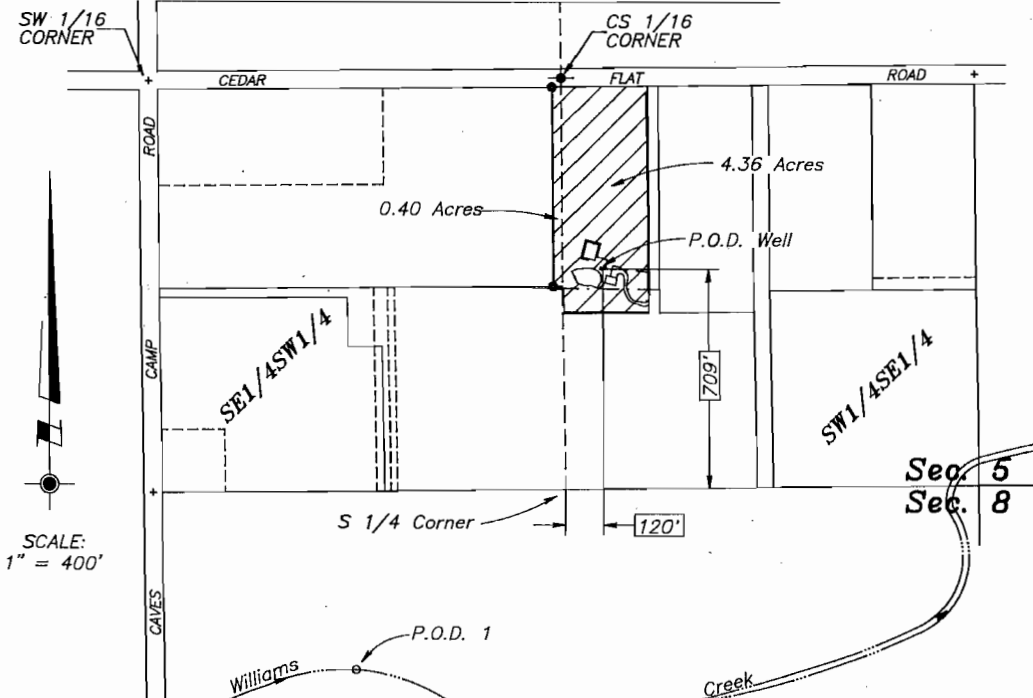 SW 1/16
CORNER
CS 1/16
CORNER
CEDAR
FLAT
ROAD
ROAD
4.36 Acres
0.40 Acres
P.O.D. Well
CAMP
SE1/4SW1/4
709'
SW1/4SE1/4
Sec. 5
Sec. 8
S 1/4 Corner
120'
SCALE:
1" = 400'
CAVES
P.O.D. 1
Williams
Creek